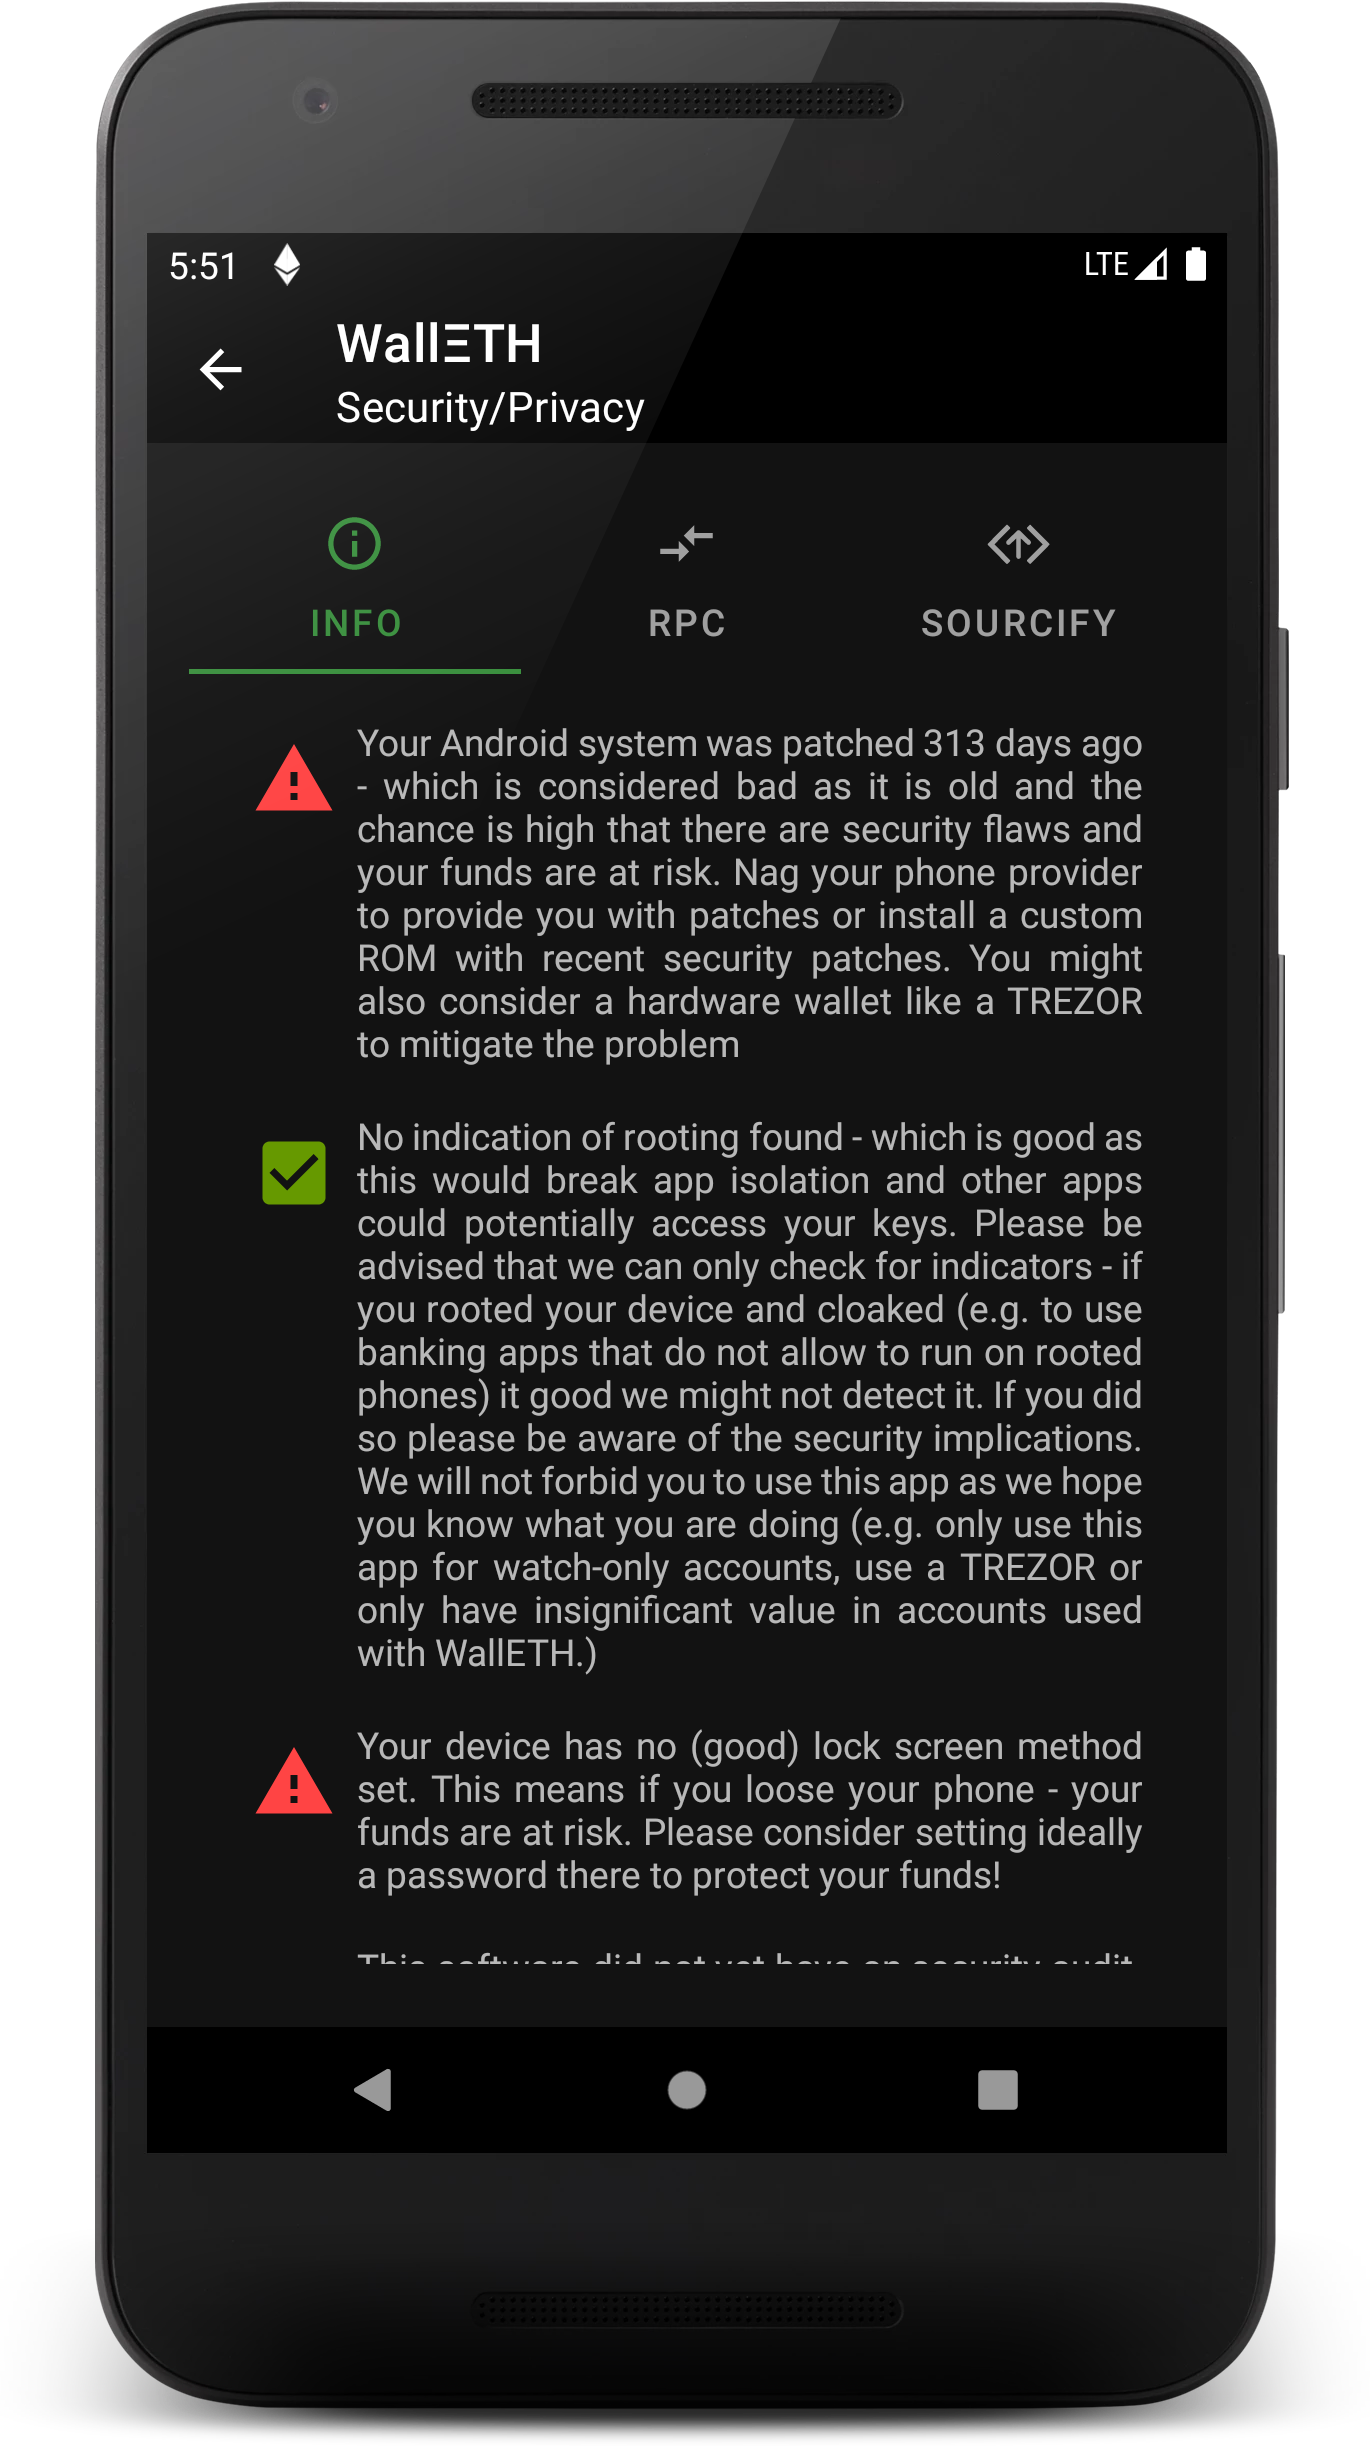 5:51
LTE
WallΞTH
Security/Privacy
INFO
RPC
SOURCIFY
Your Android system was patched 313 days ago
- which is considered bad as it is old and the
chance is high that there are security flaws and
your funds are at risk. Nag your phone provider
to provide you with patches or install a custom
ROM with recent security patches. You might
also consider a hardware wallet like a TREZOR
to mitigate the problem
No indication of rooting found - which is good as
this would break app isolation and other apps
could potentially access your keys. Please be
advised that we can only check for indicators - if
you rooted your device and cloaked (e.g. to use
banking apps that do not allow to run on rooted
phones) it good we might not detect it. If you did
so please be aware of the security implications.
We will not forbid you to use this app as we hope
you know what you are doing (e.g. only use this
app for watch-only accounts, use a TREZOR or
only have insignificant value in accounts used
with WallETH.)
Your device has no (good) lock screen method
set. This means if you loose your phone - your
funds are at risk. Please consider setting ideally
a password there to protect your funds!
This software did not yet have an security audit.